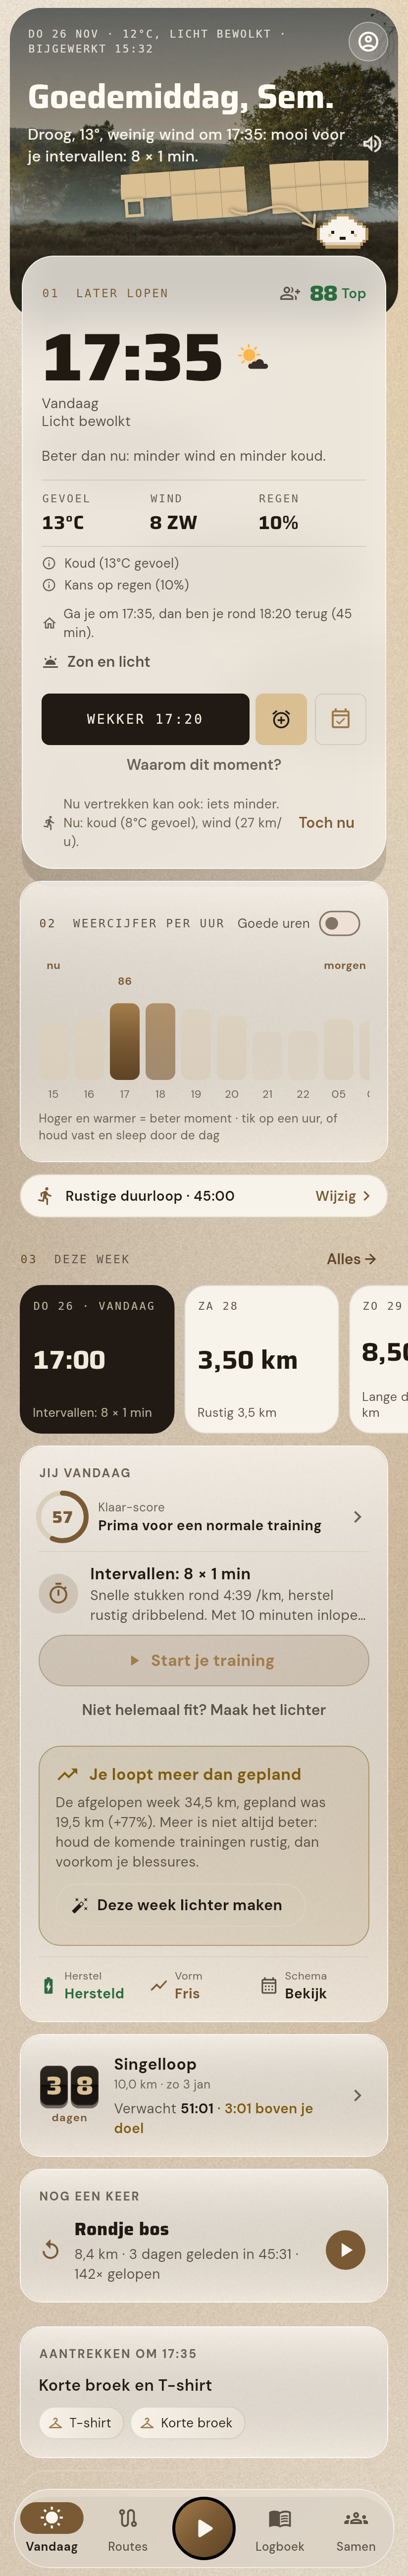 DO 26 NOV · 12°C, LICHT BEWOLKT ·
BIJGEWERKT 15:32
Goedemiddag, Sem.
Droog, 13°, weinig wind om 17:35: mooi voor
je intervallen: 8 × 1 min.
01 LATER LOPEN
88 Top
17:35
Vandaag
Licht bewolkt
Beter dan nu: minder wind en minder koud.
GEVOEL WIND REGEN
13°C 8 ZW 10%
Koud (13°C gevoel)
Kans op regen (10%)
Ga je om 17:35, dan ben je rond 18:20 terug (45
min).
Zon en licht
WEKKER 17:20
Waarom dit moment?
Nu vertrekken kan ook: iets minder.
Nu: koud (8°C gevoel), wind (27 km/
u).
Toch nu
02 WEERCIJFER PER UUR Goede uren
nu morgen
86
15 16 17 18 19 20 21 22 05
Hoger en warmer = beter moment · tik op een uur, of
houd vast en sleep door de dag
Rustige duurloop · 45:00 Wijzig
03 DEZE WEEK Alles
DO 26 · VANDAAG
17:00
Intervallen: 8 × 1 min
ZA 28
3,50 km
Rustig 3,5 km
ZO 29
8,50
Lange d
km
JIJ VANDAAG
57
Klaar-score
Prima voor een normale training
Intervallen: 8 × 1 min
Snelle stukken rond 4:39 /km, herstel
rustig dribbelend. Met 10 minuten inlope…
Start je training
Niet helemaal fit? Maak het lichter
Je loopt meer dan gepland
De afgelopen week 34,5 km, gepland was
19,5 km (+77%). Meer is niet altijd beter:
houd de komende trainingen rustig, dan
voorkom je blessures.
Deze week lichter maken
Herstel Vorm Schema
Hersteld Fris Bekijk
38
dagen
Singelloop
10,0 km · zo 3 jan
Verwacht 51:01 · 3:01 boven je
doel
NOG EEN KEER
Rondje bos
8,4 km · 3 dagen geleden in 45:31 ·
142× gelopen
AANTREKKEN OM 17:35
Korte broek en T-shirt
T-shirt Korte broek
Vandaag Routes Logboek Samen